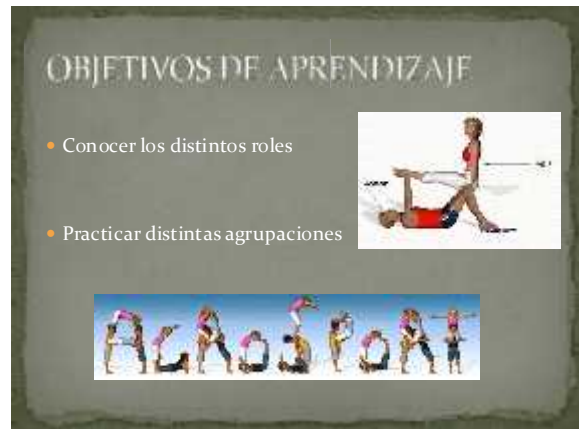 OBJETIVOS DE APRENDIZAJE
Conocer los distintos roles
Practicar distintas agrupaciones
ACROSPORT